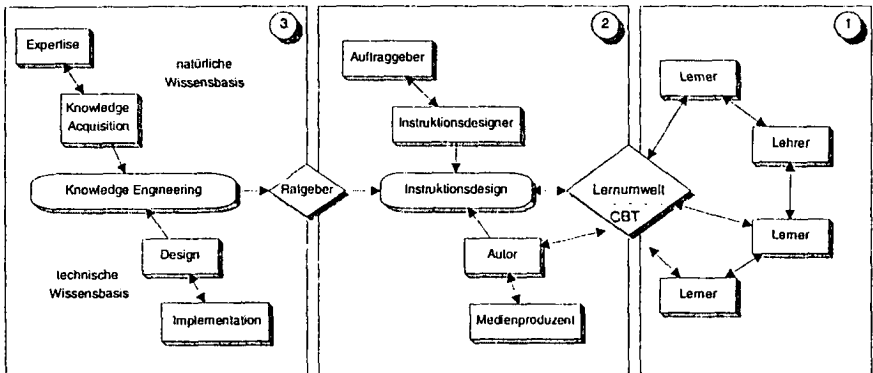 3
Expertise
natürliche
Wissensbasis
Knowledge
Acquisition
Knowledge Engineering
Design
technische
Wissensbasis
Implementation
Ratgeber
2
Auftraggeber
Instruktionsdesigner
Instruktionsdesign
Autor
Medienproduzent
Lernumwelt
CBT
1
Lerner
Lehrer
Lerner
Lerner